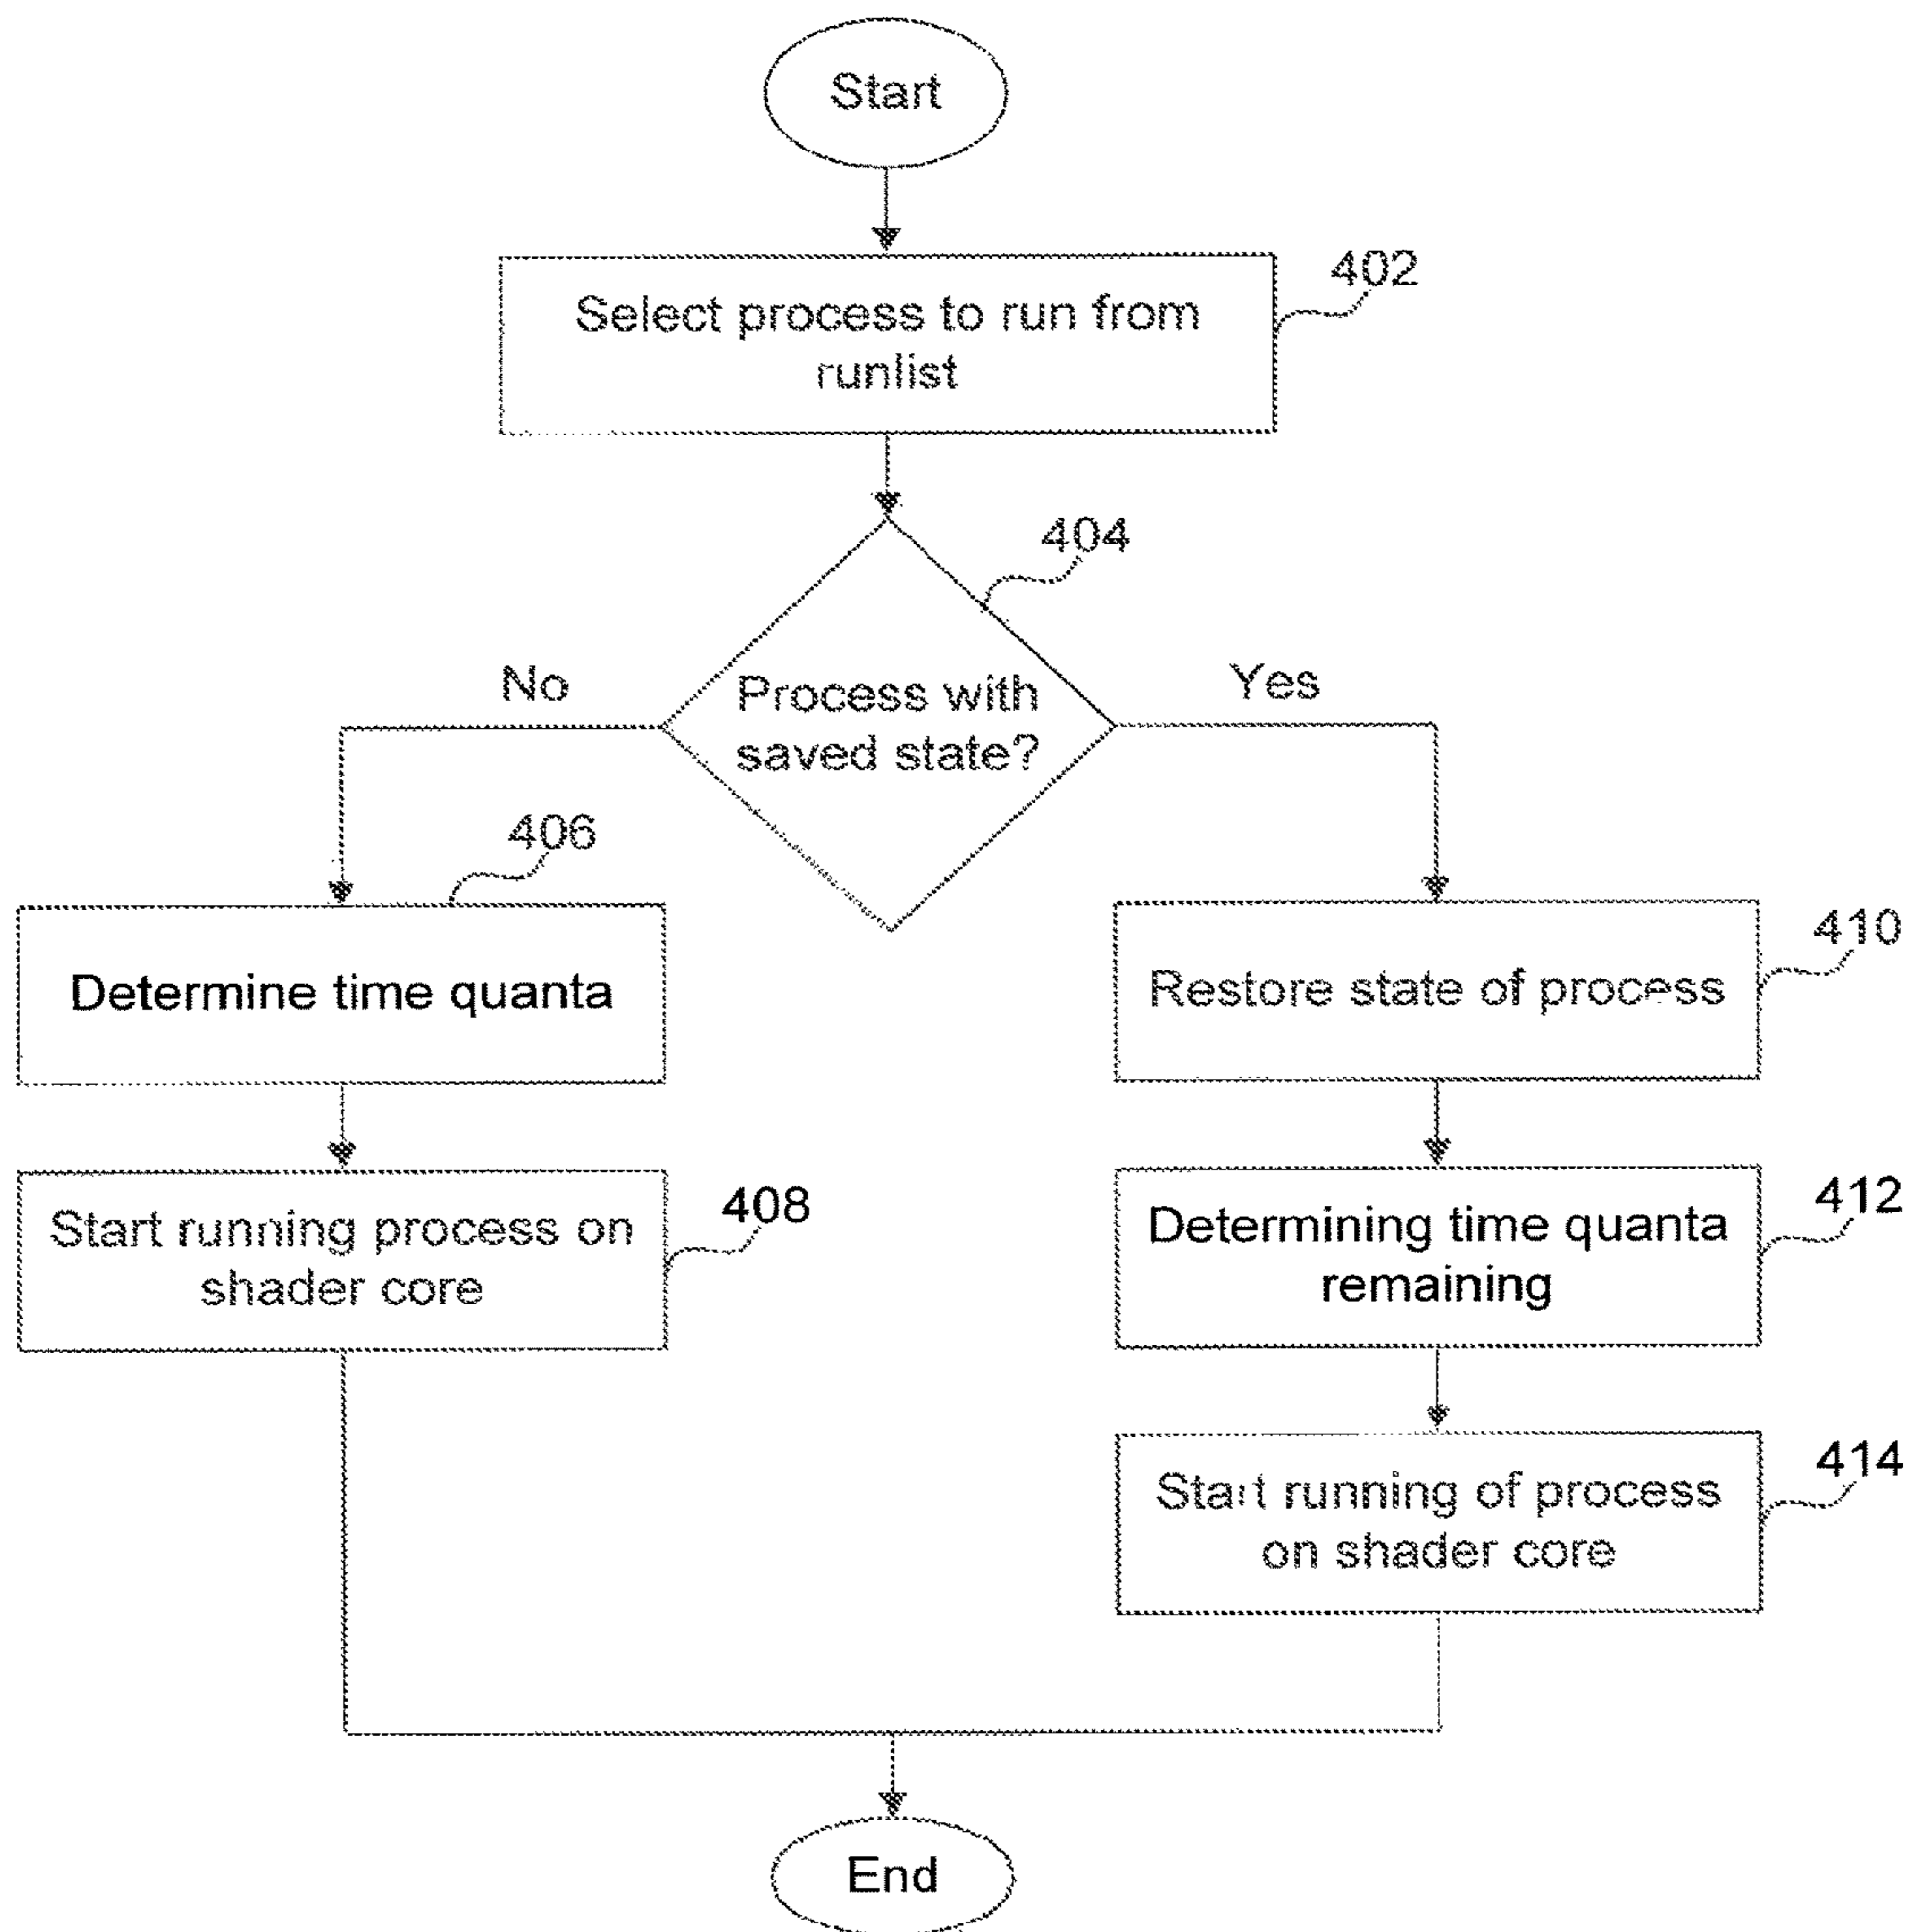 Start
402
Select process to run from
runlist
404
No
Process with
saved state?
Yes
406
Determine time quanta
410
Restore state of process
408
Start running process on
shader core
412
Determining time quanta
remaining
414
Start running of process
on shader core
End